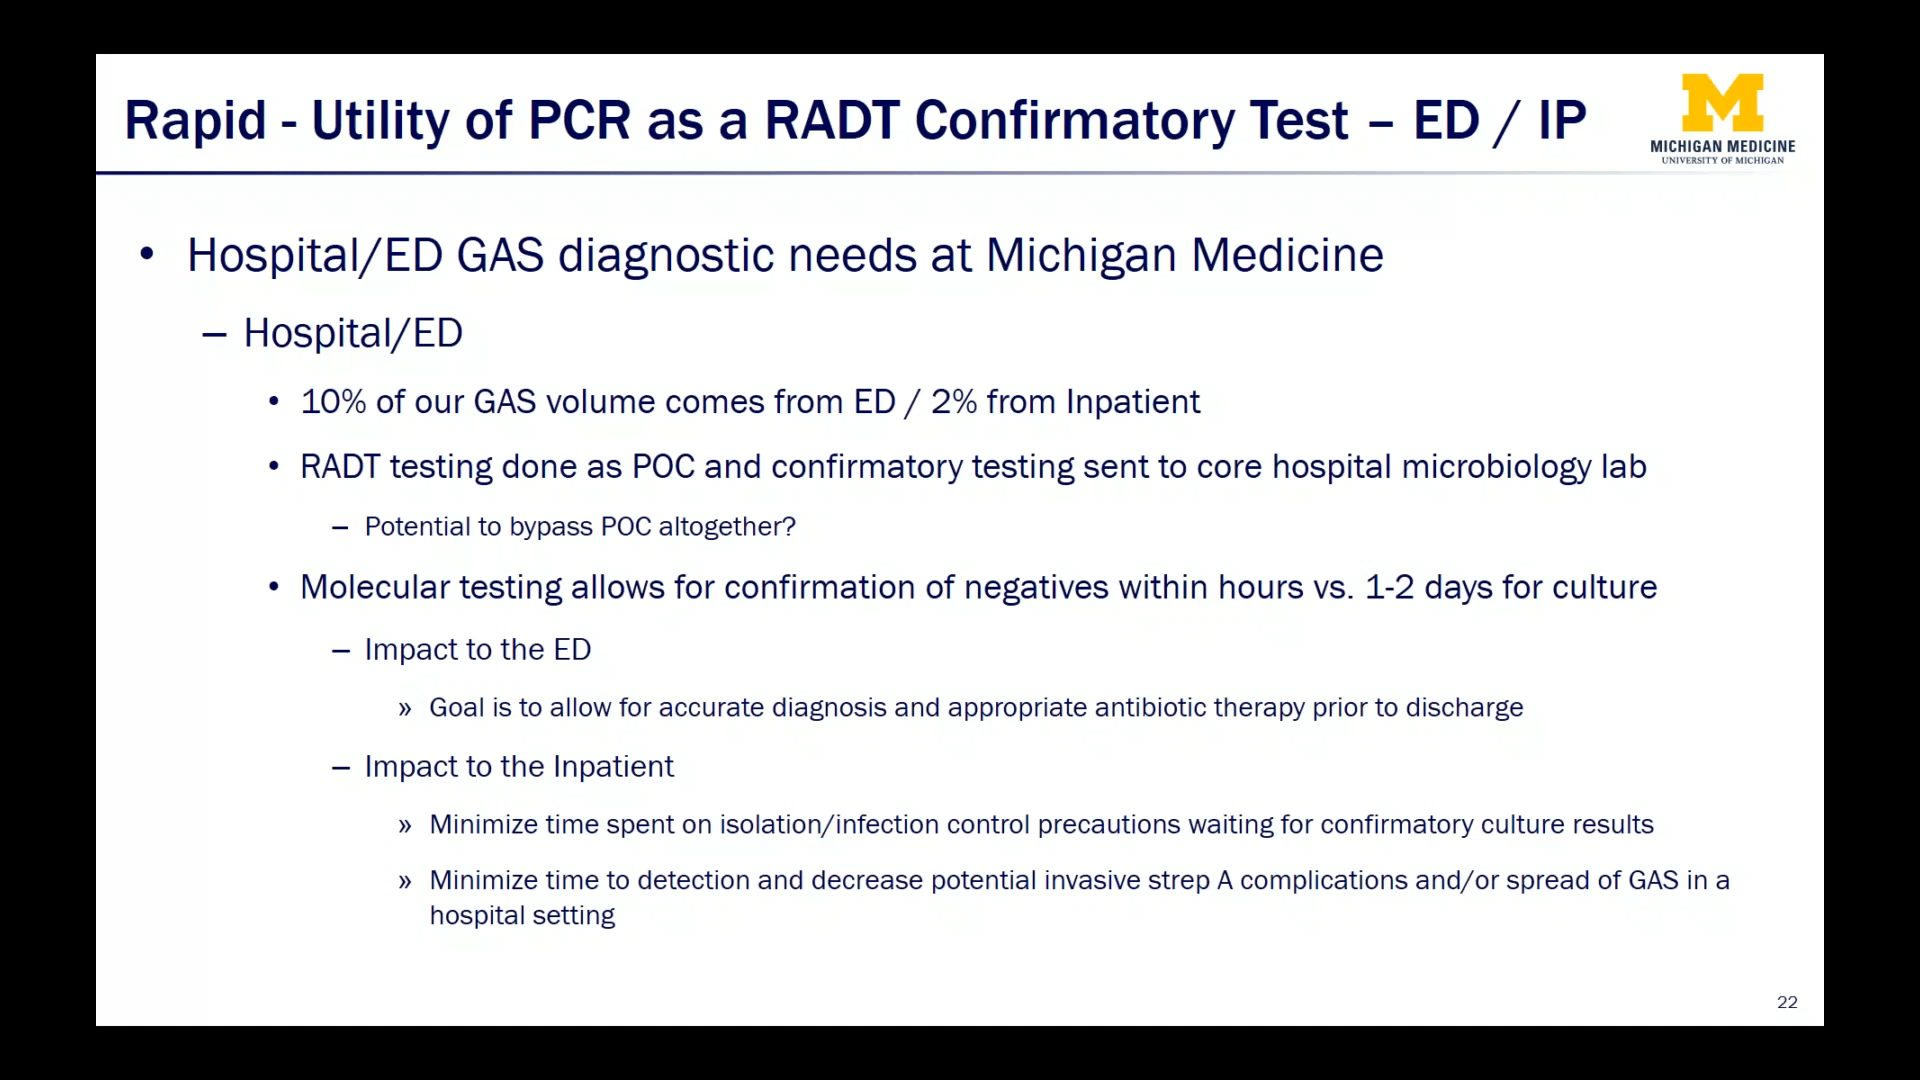 Rapid - Utility of PCR as a RADT Confirmatory Test – ED / IP
M
MICHIGAN MEDICINE
UNIVERSITY OF MICHIGAN
• Hospital/ED GAS diagnostic needs at Michigan Medicine
– Hospital/ED
• 10% of our GAS volume comes from ED / 2% from Inpatient
• RADT testing done as POC and confirmatory testing sent to core hospital microbiology lab
– Potential to bypass POC altogether?
• Molecular testing allows for confirmation of negatives within hours vs. 1-2 days for culture
– Impact to the ED
» Goal is to allow for accurate diagnosis and appropriate antibiotic therapy prior to discharge
– Impact to the Inpatient
» Minimize time spent on isolation/infection control precautions waiting for confirmatory culture results
» Minimize time to detection and decrease potential invasive strep A complications and/or spread of GAS in a
hospital setting
22